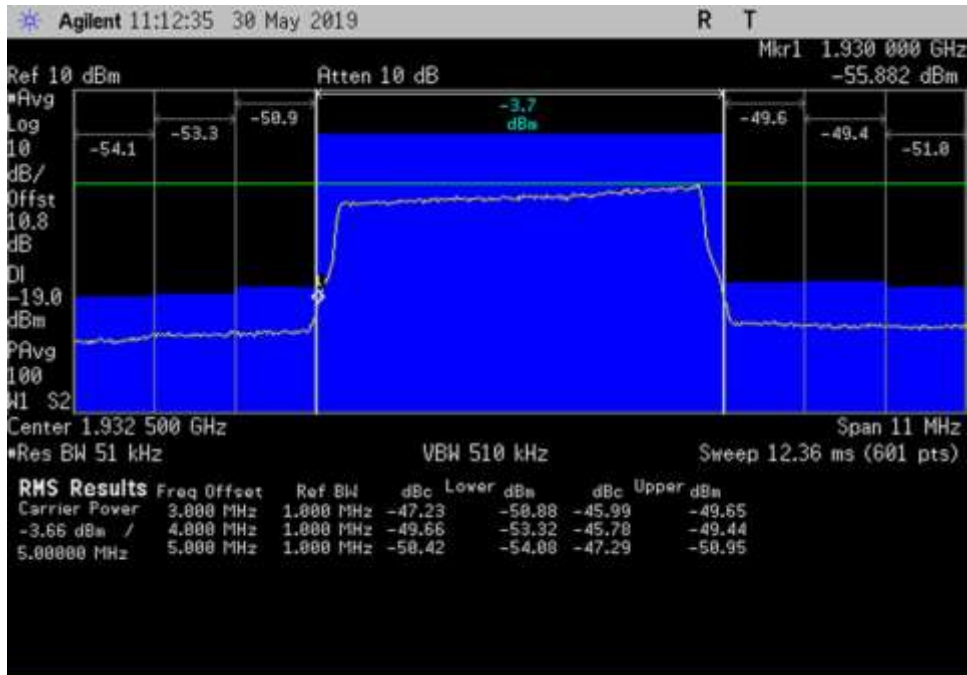 Agilent 11:12:35 30 May 2019 R T
Mkr1 1.930 000 GHz
Ref 10 dBm Atten 10 dB -55.882 dBm
*Avg
Log
10
dB/
Offst
10.8
dB
DI
-19.0
dBm
PAvg
100
W1 S2
-54.1 -53.3 -50.9 -3.7 dBm -49.6 -49.4 -51.0
Center 1.932 500 GHz Span 11 MHz
*Res BW 51 kHz VBW 510 kHz Sweep 12.36 ms (601 pts)
RMS Results Freq Offset Ref BW dBc Lower dBm dBc Upper dBm
Carrier Power 3.000 MHz 1.000 MHz -47.23 -50.88 -45.99 -49.65
-3.66 dBm / 4.000 MHz 1.000 MHz -49.66 -53.32 -45.78 -49.44
5.00000 MHz 5.000 MHz 1.000 MHz -50.42 -54.08 -47.29 -50.95